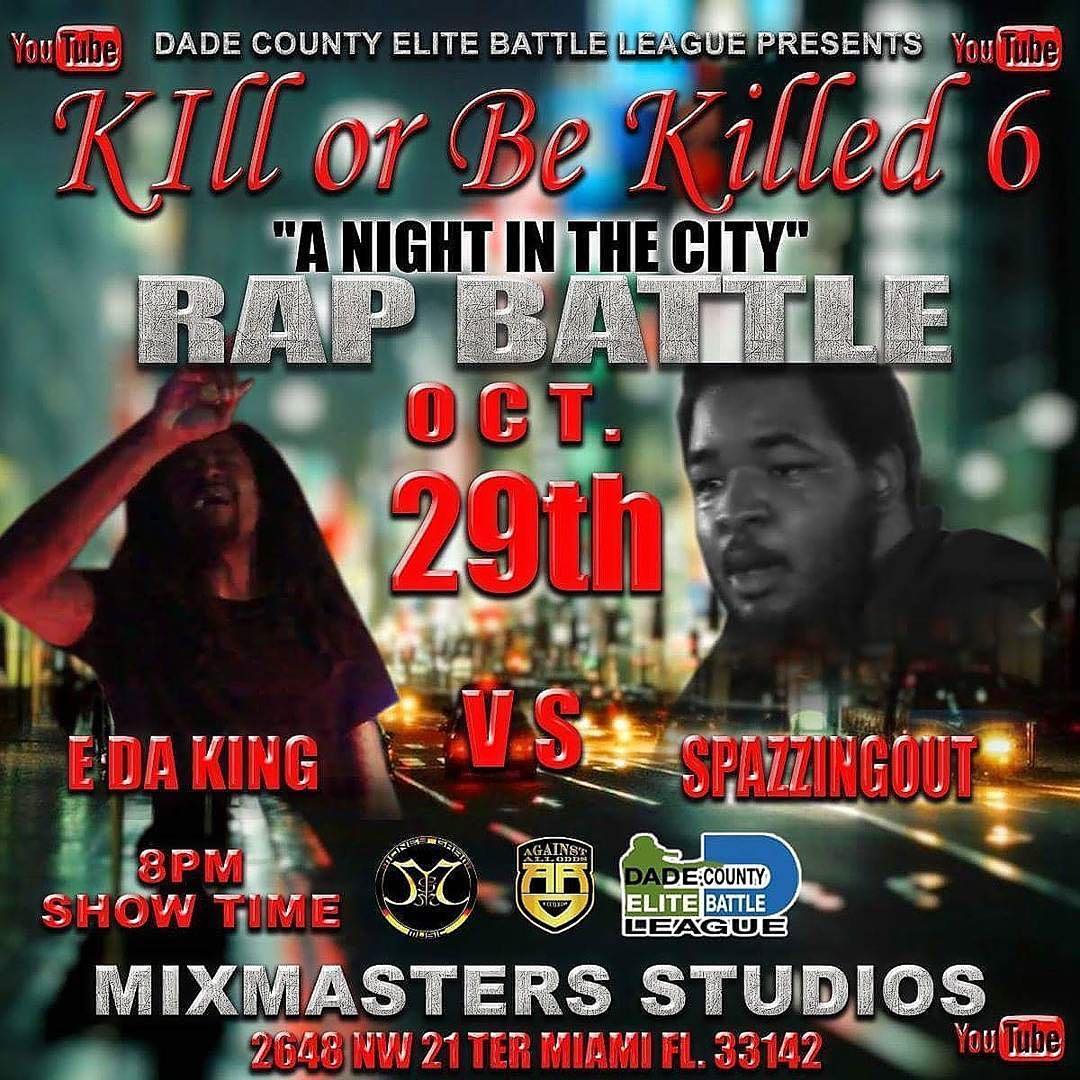 YouTube DADE COUNTY ELITE BATTLE LEAGUE PRESENTS YouTube
KIll or Be Killed 6
"A NIGHT IN THE CITY"
RAP BATTLE
OCT.
29th
VS
E DA KING
SPAZZINGOUT
8PM
SHOW TIME
MUSIC
AGAINST
ALL ODDS
DADE COUNTY
ELITE BATTLE
LEAGUE
MIXMASTERS STUDIOS
2648 NW 21 TER MIAMI FL. 33142
YouTube